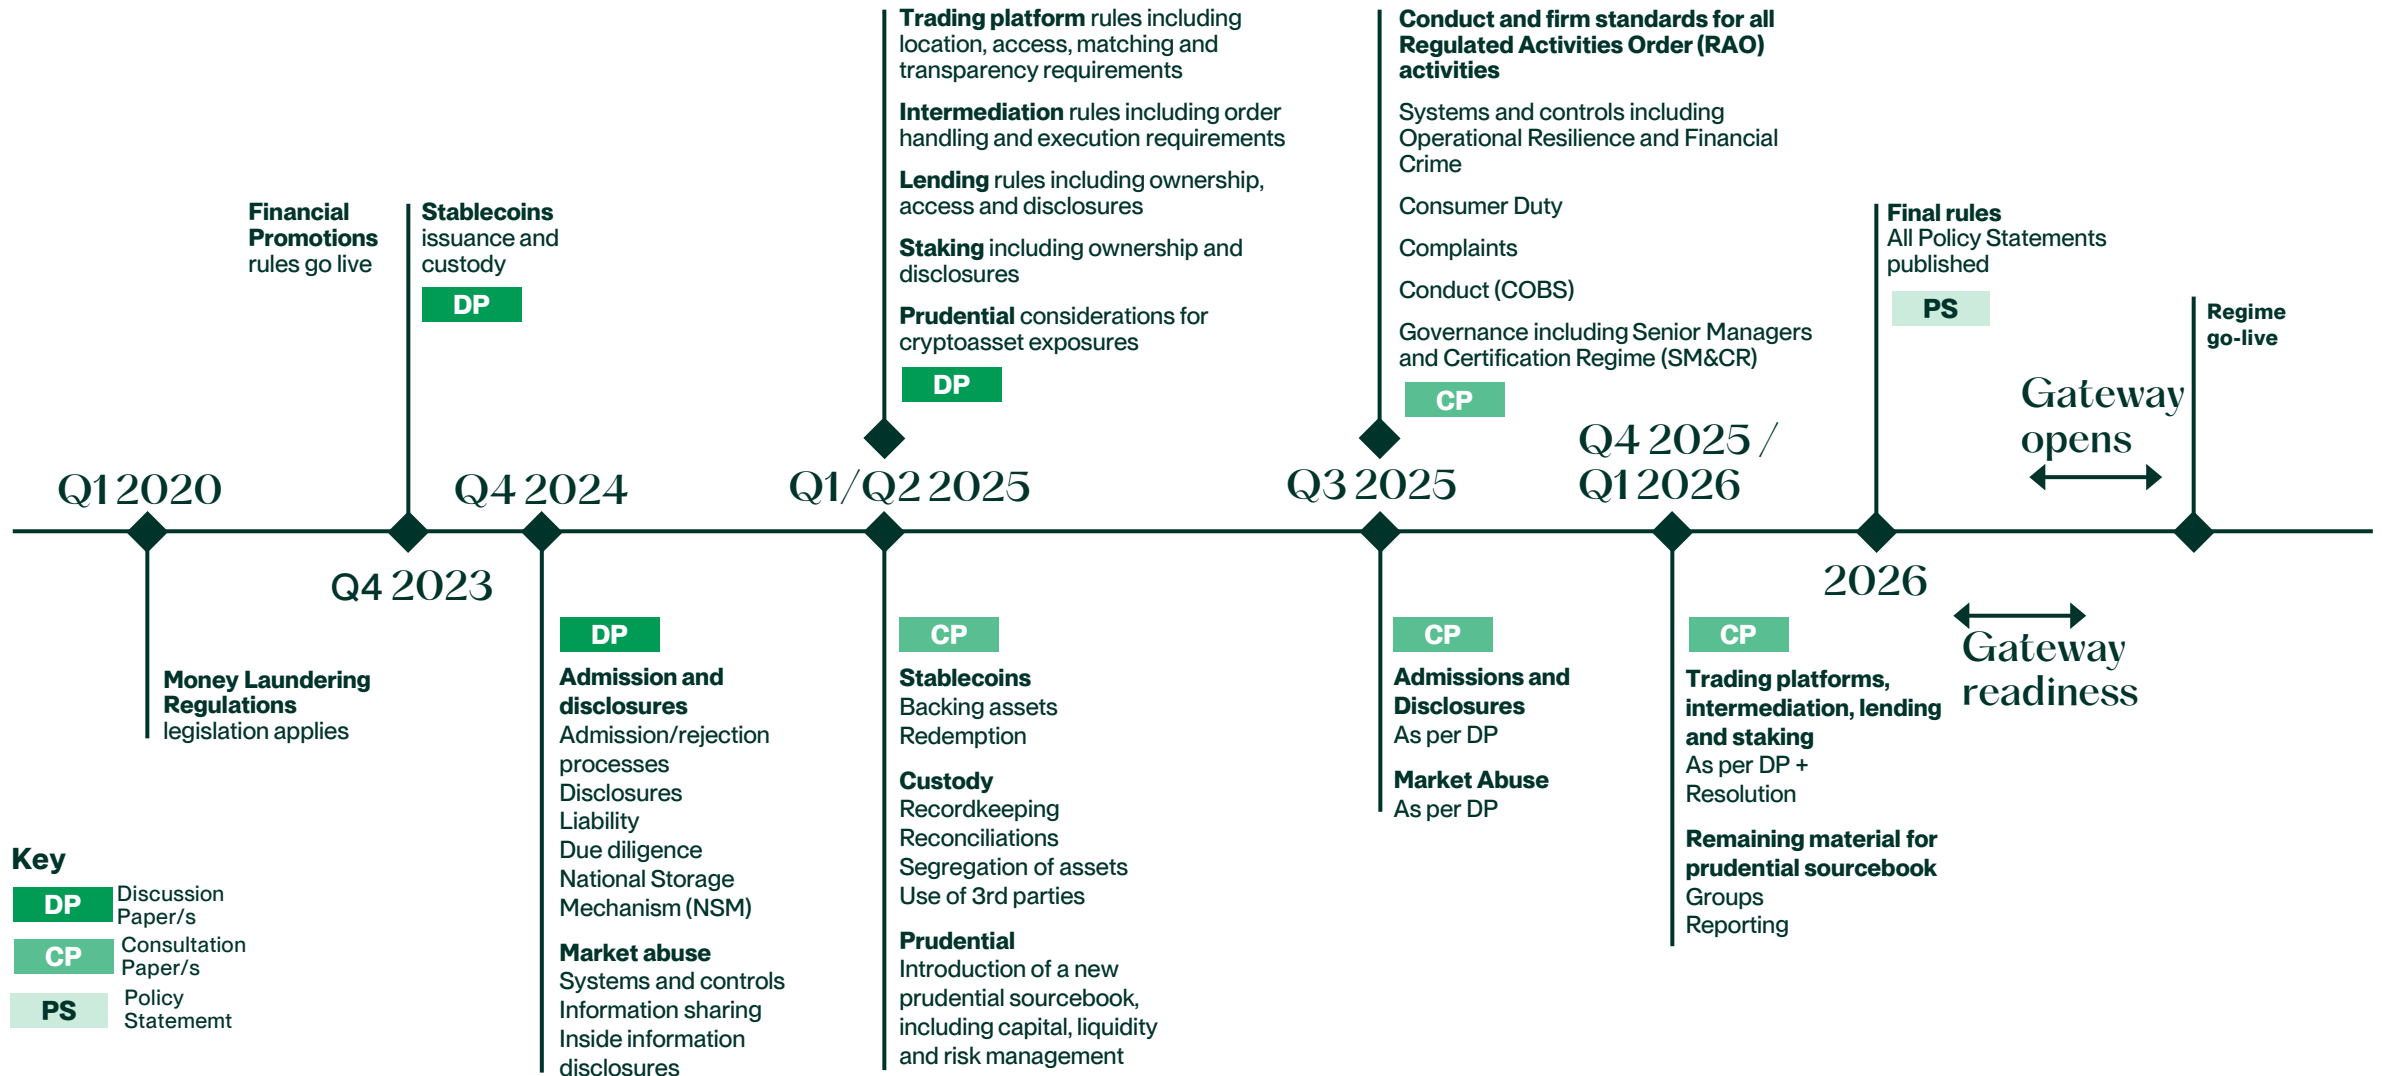 Trading platform rules including
location, access, matching and
transparency requirements
Intermediation rules including order
handling and execution requirements
Lending rules including ownership,
access and disclosures
Staking including ownership and
disclosures
Prudential considerations for
cryptoasset exposures
DP
Conduct and firm standards for all
Regulated Activities Order (RAO)
activities
Systems and controls including
Operational Resilience and Financial
Crime
Consumer Duty
Complaints
Conduct (COBS)
Governance including Senior Managers
and Certification Regime (SM&CR)
CP
Financial
Promotions
rules go live
Stablecoins
issuance and
custody
DP
Final rules
All Policy Statements
published
PS
Regime
go-live
Gateway
opens
Q1 2020
Q4 2024
Q1/Q2 2025
Q3 2025
Q4 2025 /
Q1 2026
Q4 2023
2026
Gateway
readiness
Money Laundering
Regulations
legislation applies
DP
Admission and
disclosures
Admission/rejection
processes
Disclosures
Liability
Due diligence
National Storage
Mechanism (NSM)
Market abuse
Systems and controls
Information sharing
Inside information
disclosures
CP
Stablecoins
Backing assets
Redemption
Custody
Recordkeeping
Reconciliations
Segregation of assets
Use of 3rd parties
Prudential
Introduction of a new
prudential sourcebook,
including capital, liquidity
and risk management
CP
Admissions and
Disclosures
As per DP
Market Abuse
As per DP
CP
Trading platforms,
intermediation, lending
and staking
As per DP +
Resolution
Remaining material for
prudential sourcebook
Groups
Reporting
Key
DP Discussion
Paper/s
CP Consultation
Paper/s
PS Policy
Statememt